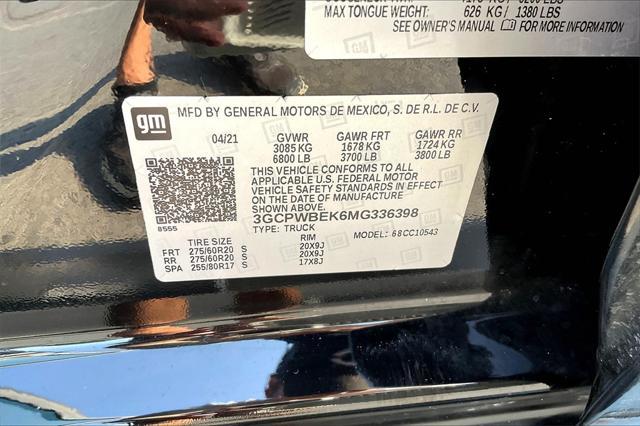 MAX TONGUE WEIGHT: 626 KG / 1380 LBS
SEE OWNER'S MANUAL FOR MORE INFORMATION
gm
MFD BY GENERAL MOTORS DE MEXICO, S. DE R.L. DE C.V.
04/21 GVWR GAWR FRT GAWR RR
3085 KG 1678 KG 1724 KG
6800 LB 3700 LB 3800 LB
THIS VEHICLE CONFORMS TO ALL
APPLICABLE U.S. FEDERAL MOTOR
VEHICLE SAFETY STANDARDS IN EFFECT
ON THE DATE OF MANUFACTURE
SHOWN ABOVE.
3GCPWBEK6MG336398
8555
TYPE: TRUCK MODEL: 68CC10543
TIRE SIZE RIM
FRT 275/60R20 S 20X9J
RR 275/60R20 S 20X9J
SPA 255/80R17 S 17X8J